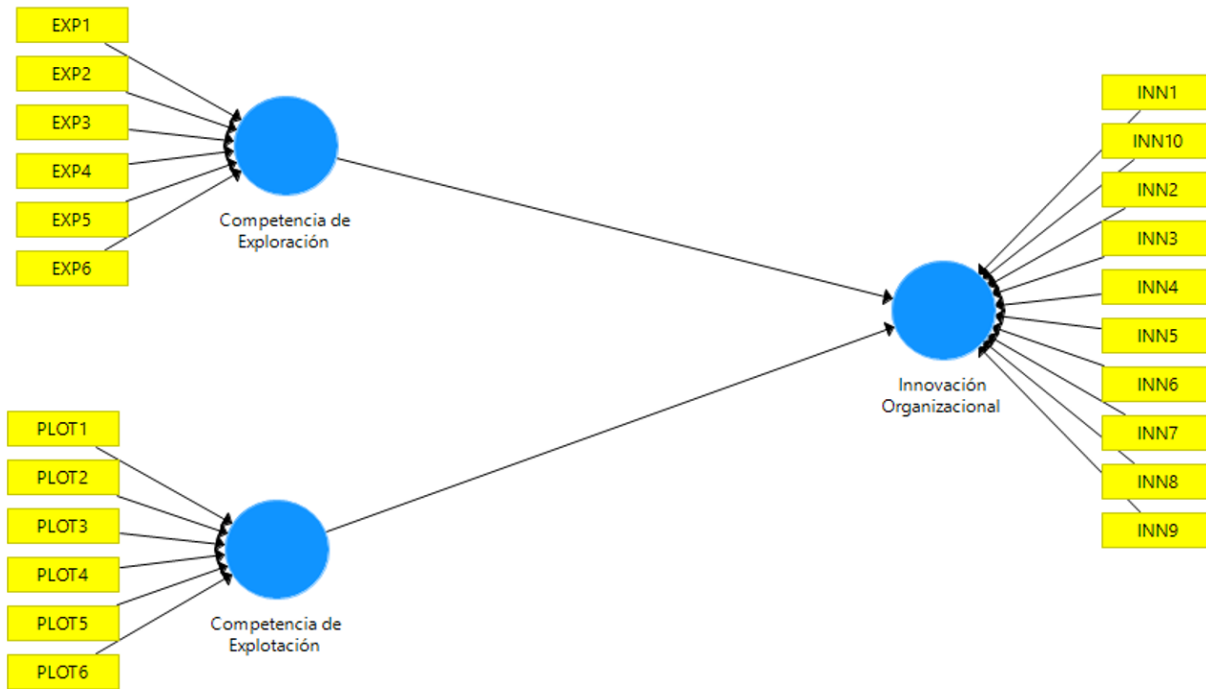 EXP1
EXP2
EXP3
EXP4
EXP5
EXP6
Competencia de
Exploración
PLOT1
PLOT2
PLOT3
PLOT4
PLOT5
PLOT6
Competencia de
Explotación
INN1
INN10
INN2
INN3
INN4
INN5
INN6
INN7
INN8
INN9
Innovación
Organizacional